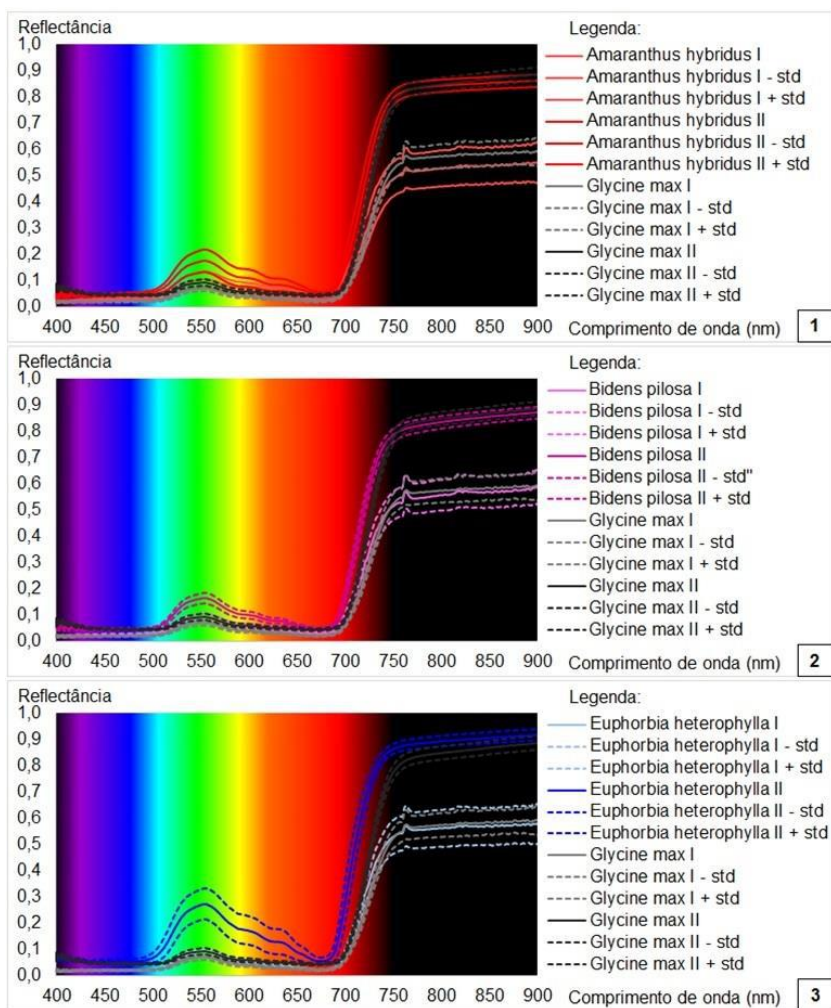 Reflectância
1,0
0,9
0,8
0,7
0,6
0,5
0,4
0,3
0,2
0,1
0,0
400 450 500 550 600 650 700 750 800 850 900
Comprimento de onda (nm)
Legenda:
Amaranthus hybridus I
Amaranthus hybridus I - std
Amaranthus hybridus I + std
Amaranthus hybridus II
Amaranthus hybridus II - std
Amaranthus hybridus II + std
Glycine max I
Glycine max I - std
Glycine max I + std
Glycine max II
Glycine max II - std
Glycine max II + std
1
Reflectância
1,0
0,9
0,8
0,7
0,6
0,5
0,4
0,3
0,2
0,1
0,0
400 450 500 550 600 650 700 750 800 850 900
Comprimento de onda (nm)
Legenda:
Bidens pilosa I
Bidens pilosa I - std
Bidens pilosa I + std
Bidens pilosa II
Bidens pilosa II - std"
Bidens pilosa II + std
Glycine max I
Glycine max I - std
Glycine max I + std
Glycine max II
Glycine max II - std
Glycine max II + std
2
Reflectância
1,0
0,9
0,8
0,7
0,6
0,5
0,4
0,3
0,2
0,1
0,0
400 450 500 550 600 650 700 750 800 850 900
Comprimento de onda (nm)
Legenda:
Euphorbia heterophylla I
Euphorbia heterophylla I - std
Euphorbia heterophylla I + std
Euphorbia heterophylla II
Euphorbia heterophylla II - std
Euphorbia heterophylla II + std
Glycine max I
Glycine max I - std
Glycine max I + std
Glycine max II
Glycine max II - std
Glycine max II + std
3